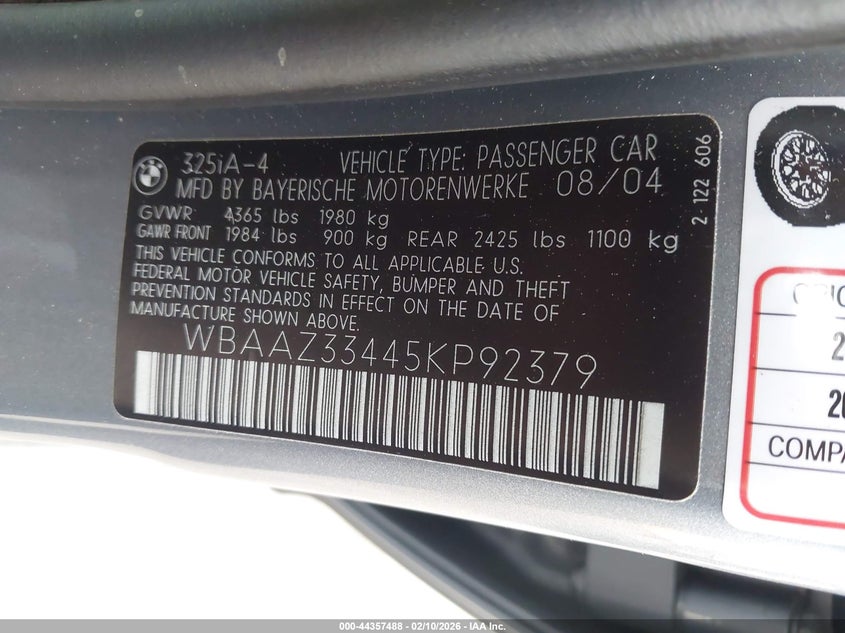 325iA-4 VEHICLE TYPE: PASSENGER CAR
MFD BY BAYERISCHE MOTORENWERKE 08/04
GVWR: 4365 lbs 1980 kg
GAWR FRONT 1984 lbs 900 kg REAR 2425 lbs 1100 kg
THIS VEHICLE CONFORMS TO ALL APPLICABLE U.S.
FEDERAL MOTOR VEHICLE SAFETY, BUMPER AND THEFT
PREVENTION STANDARDS IN EFFECT ON THE DATE OF
MANUFACTURE SHOWN ABOVE.
WBAAZ33445KP92379
2-122 606
000-44357488 - 02/10/2026 - IAA Inc.